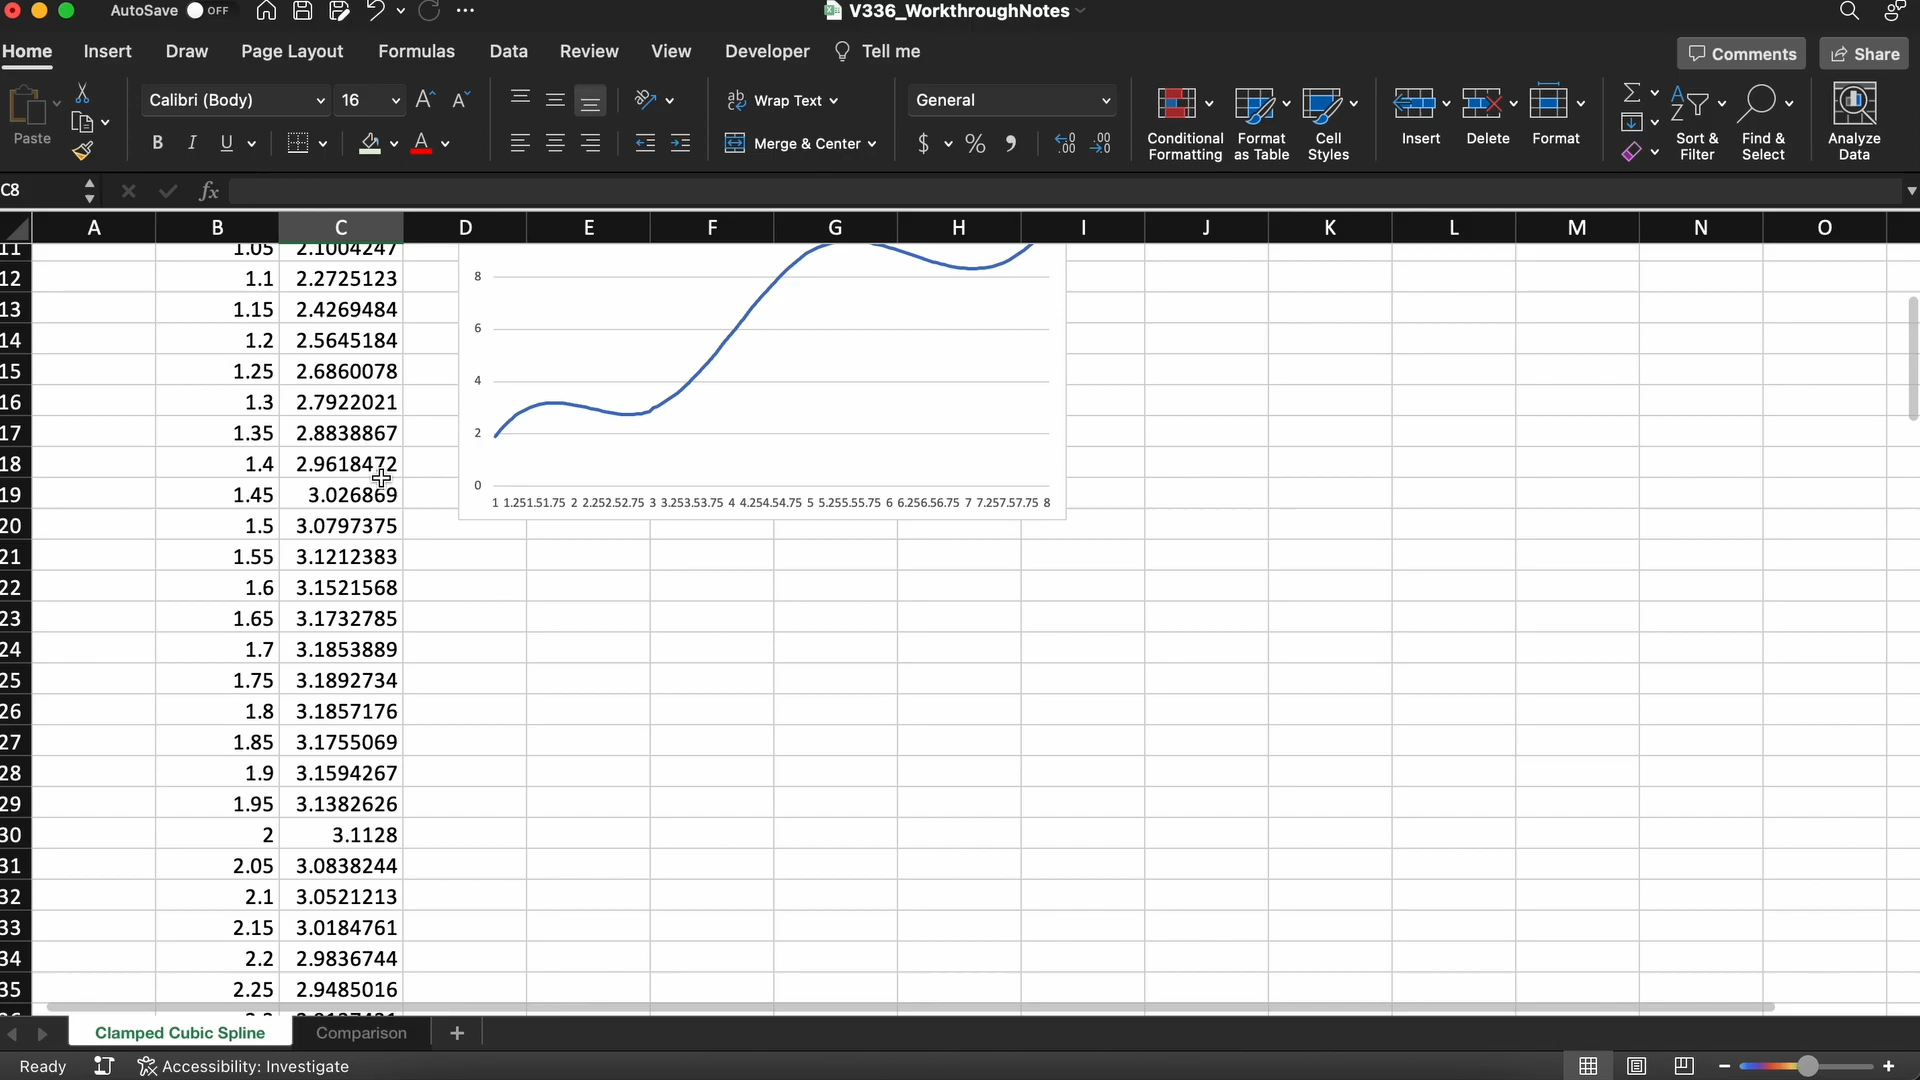 AutoSave OFF V336_WorkthroughNotes
Home Insert Draw Page Layout Formulas Data Review View Developer Tell me Comments Share
Paste Calibri (Body) 16 A^ A˅ ab Wrap Text General Conditional Formatting Format as Table Cell Styles Insert Delete Format Sort & Filter Find & Select Analyze Data
B I U A Merge & Center $ % ,
C8 fx
A B C D E F G H I J K L M N O
11 1.05 2.1004247
12 1.1 2.2725123
13 1.15 2.4269484
14 1.2 2.5645184
15 1.25 2.6860078
16 1.3 2.7922021
17 1.35 2.8838867
18 1.4 2.9618472
19 1.45 3.026869
20 1.5 3.0797375
21 1.55 3.1212383
22 1.6 3.1521568
23 1.65 3.1732785
24 1.7 3.1853889
25 1.75 3.1892734
26 1.8 3.1857176
27 1.85 3.1755069
28 1.9 3.1594267
29 1.95 3.1382626
30 2 3.1128
31 2.05 3.0838244
32 2.1 3.0521213
33 2.15 3.0184761
34 2.2 2.9836744
35 2.25 2.9485016
8
6
4
2
0
1 1.251.51.75 2 2.252.52.75 3 3.253.53.75 4 4.254.54.75 5 5.255.55.75 6 6.256.56.75 7 7.257.57.75 8
Clamped Cubic Spline Comparison +
Ready Accessibility: Investigate